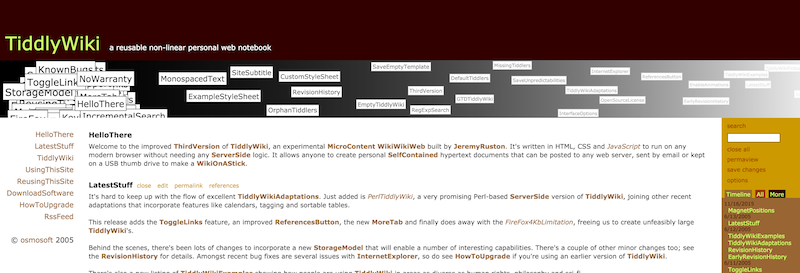 TiddlyWiki a reusable non-linear personal web notebook
KnownBugs
ToggleLink
NoWarranty
StorageModel
HelloThere
IncrementalSearch
MonospacedText
SiteSubtitle
ExampleStyleSheet
CustomStyleSheet
RevisionHistory
OrphanTiddlers
SaveEmptyTemplate
EmptyTiddlyWiki
ThirdVersion
RegExpSearch
DefaultTiddlers
GTDTiddlyWiki
MissingTiddlers
SaveUnpredictabilities
TiddlyWikiAdaptations
InterfaceOptions
InternetExplorer
OpenSourceLicense
ReferencesButton
EarlyRevisionHistory
HelloThere
LatestStuff
TiddlyWiki
UsingThisSite
ReusingThisSite
DownloadSoftware
HowToUpgrade
RssFeed
© osmosoft 2005
HelloThere
Welcome to the improved ThirdVersion of TiddlyWiki, an experimental MicroContent WikiWikiWeb built by JeremyRuston. It's written in HTML, CSS and JavaScript to run on
any modern browser without needing any ServerSide logic. It allows anyone to create personal SelfContained hypertext documents that can be posted to any web server, sent by email or kept
on a USB thumb drive to make a WikiOnAStick.
LatestStuff close edit permalink references
It's hard to keep up with the flow of excellent TiddlyWikiAdaptations. Just added is PerlTiddlyWiki, a very promising Perl-based ServerSide version of TiddlyWiki, joining other recent
adaptations that incorporate features like calendars, tagging and sortable tables.
This release adds the ToggleLinks feature, an improved ReferencesButton, the new MoreTab and finally does away with the FireFox4KbLimitation, freeing us to create unfeasibly large
TiddlyWiki's.
Behind the scenes, there's been lots of changes to incorporate a new StorageModel that will enable a number of interesting capabilities. There's a couple of other minor changes too; see
the RevisionHistory for details. Amongst recent bug fixes are several issues with InternetExplorer, so do see HowToUpgrade if you're using an earlier version of TiddlyWiki.
search
close all
permaview
save changes
options
Timeline All More
MagneticPositions
LatestStuff
TiddlyWikiExamples
TiddlyWikiAdaptations
RevisionHistory
EarlyRevisionHistory
ToggleLinks